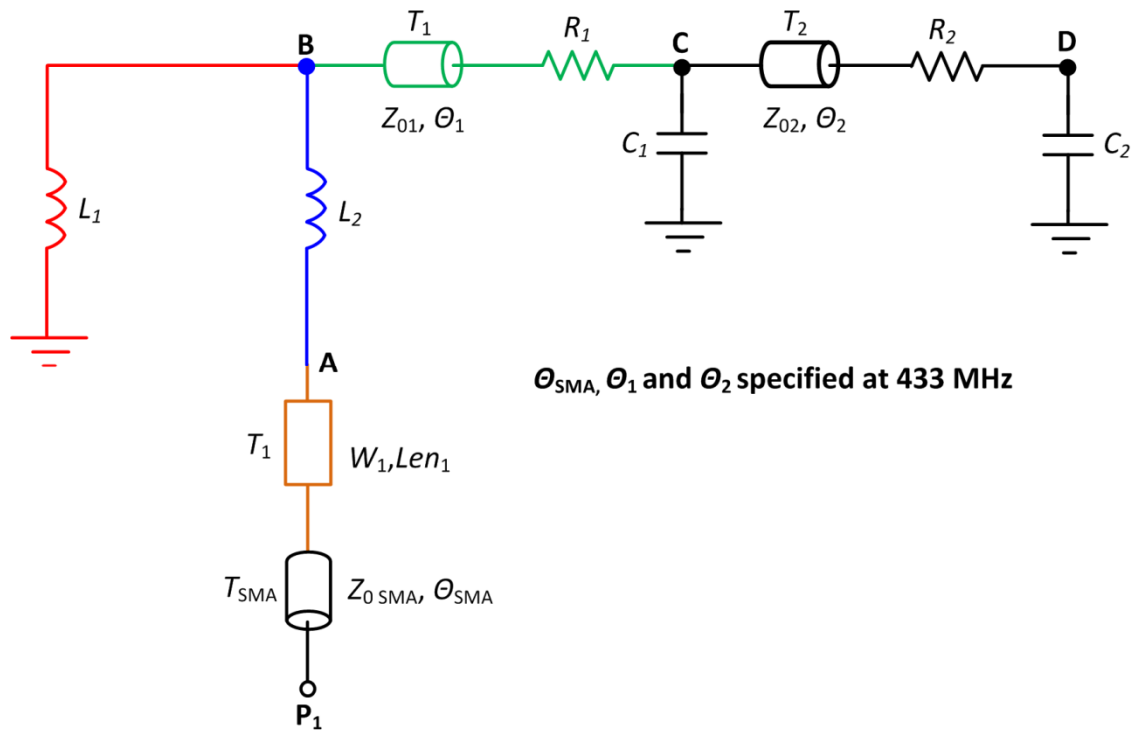 B
T1
R1
C
T2
R2
D
Z01, Θ1
Z02, Θ2
C1
C2
L1
L2
A
ΘSMA, Θ1 and Θ2 specified at 433 MHz
T1
W1,Len1
TSMA
Z0 SMA, ΘSMA
P1